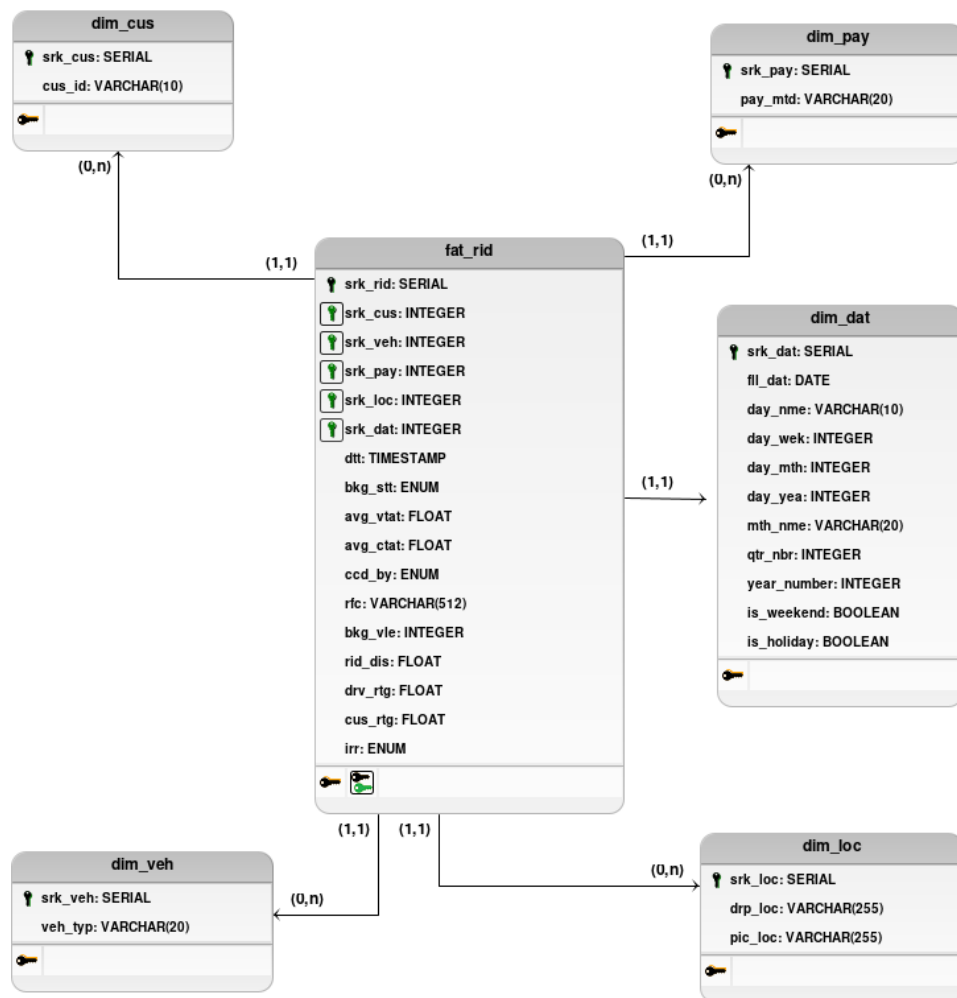 dim_cus
srk_cus: SERIAL
cus_id: VARCHAR(10)
(0,n)
(1,1)
dim_pay
srk_pay: SERIAL
pay_mtd: VARCHAR(20)
(0,n)
(1,1)
fat_rid
srk_rid: SERIAL
srk_cus: INTEGER
srk_veh: INTEGER
srk_pay: INTEGER
srk_loc: INTEGER
srk_dat: INTEGER
dtt: TIMESTAMP
bkg_stt: ENUM
avg_vtat: FLOAT
avg_ctat: FLOAT
ccd_by: ENUM
rfc: VARCHAR(512)
bkg_vle: INTEGER
rid_dis: FLOAT
drv_rtg: FLOAT
cus_rtg: FLOAT
irr: ENUM
(1,1)
dim_dat
srk_dat: SERIAL
fll_dat: DATE
day_nme: VARCHAR(10)
day_wek: INTEGER
day_mth: INTEGER
day_yea: INTEGER
mth_nme: VARCHAR(20)
qtr_nbr: INTEGER
year_number: INTEGER
is_weekend: BOOLEAN
is_holiday: BOOLEAN
(1,1)
(1,1)
dim_veh
srk_veh: SERIAL
veh_typ: VARCHAR(20)
(0,n)
(0,n)
dim_loc
srk_loc: SERIAL
drp_loc: VARCHAR(255)
pic_loc: VARCHAR(255)